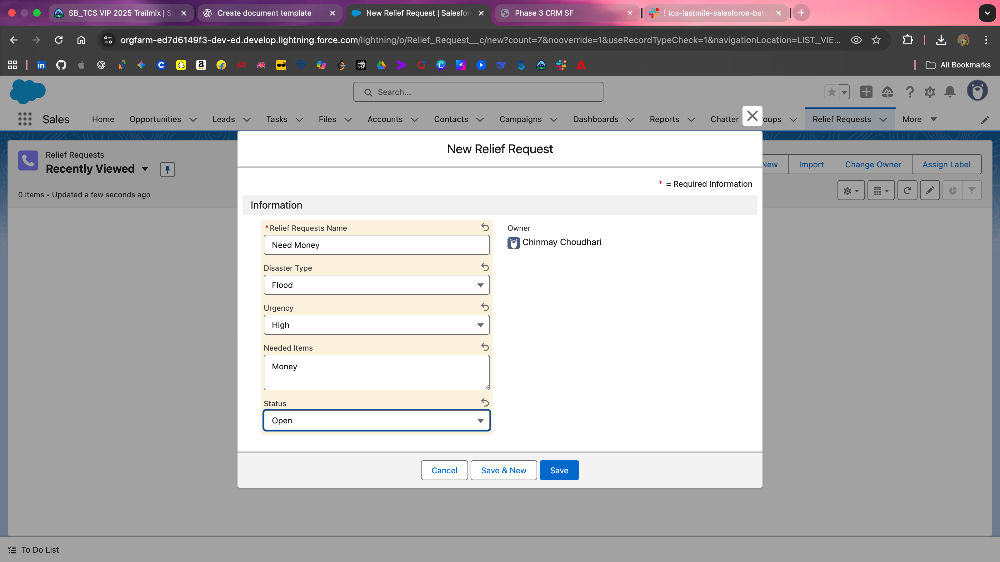 SB_TCS VIP 2025 Trailmix | S
Create document template
New Relief Request | Salesfor
Phase 3 CRM SF
! tcs-lastmile-salesforce-batc
orgfarm-ed7d6149f3-dev-ed.develop.lightning.force.com/lightning/o/Relief_Request__c/new?count=7&nooverride=1&useRecordTypeCheck=1&navigationLocation=LIST_VIE...
in
H&M
All Bookmarks
Search...
Sales
Home
Opportunities
Leads
Tasks
Files
Accounts
Contacts
Campaigns
Dashboards
Reports
Chatter
oups
Relief Requests
More
Relief Requests
Recently Viewed
0 items • Updated a few seconds ago
New
Import
Change Owner
Assign Label
New Relief Request
* = Required Information
Information
*Relief Requests Name
Need Money
Owner
Chinmay Choudhari
Disaster Type
Flood
Urgency
High
Needed Items
Money
Status
Open
Cancel
Save & New
Save
To Do List